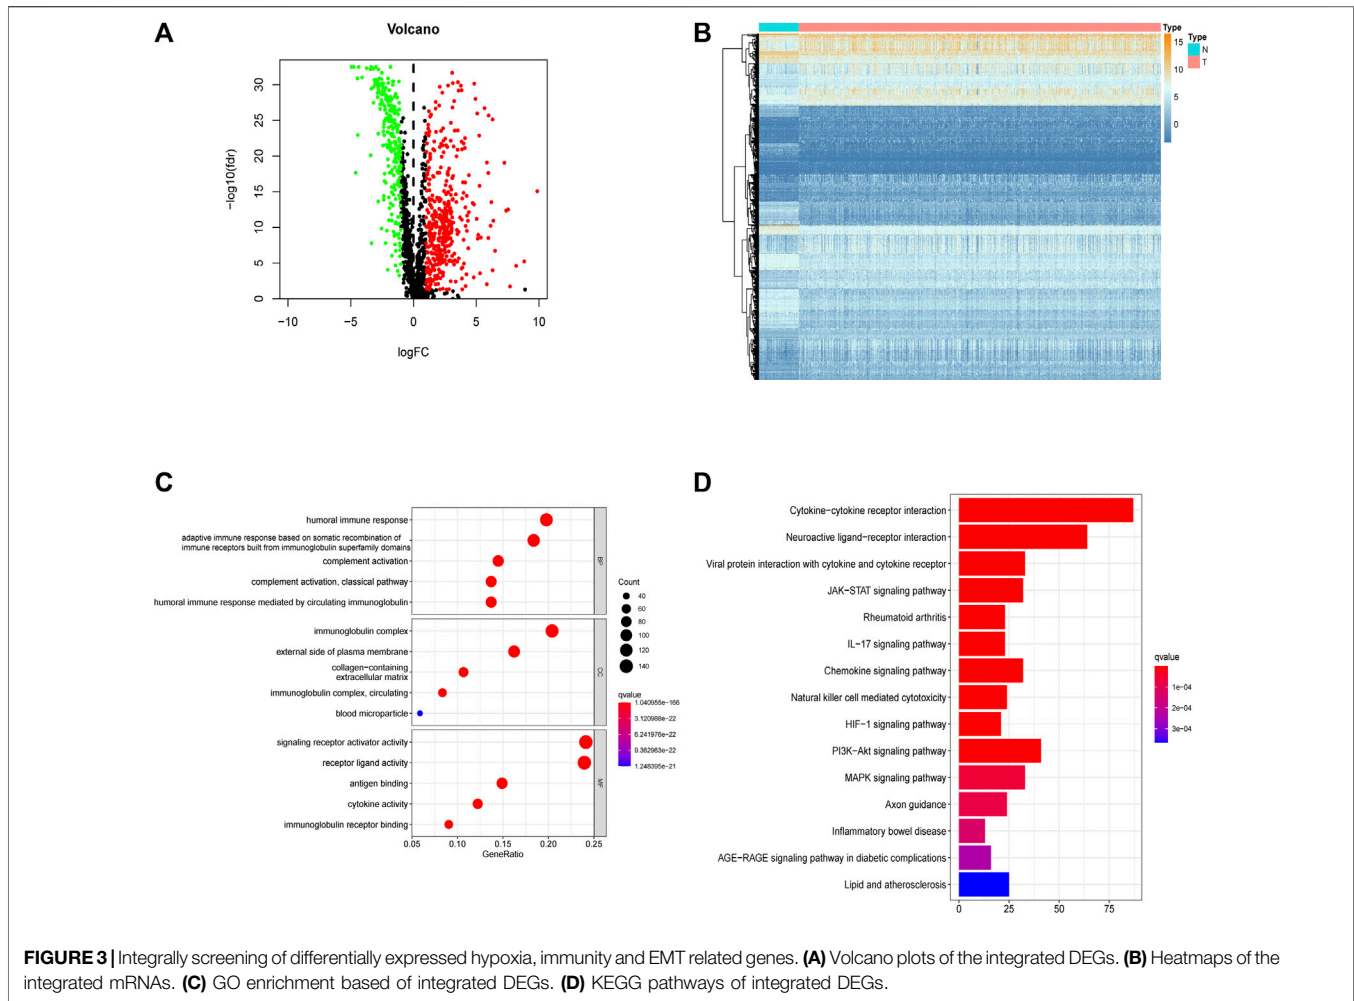 A
Volcano
−log10(fdr)
30
25
20
15
10
5
0
−10
−5
0
5
10
logFC
B
Type
15
10
5
0
Type
N
T
C
humoral immune response
adaptive immune response based on somatic recombination of
immune receptors built from immunoglobulin superfamily domains
complement activation
complement activation, classical pathway
humoral immune response mediated by circulating immunoglobulin
BP
immunoglobulin complex
external side of plasma membrane
collagen−containing
extracellular matrix
immunoglobulin complex, circulating
blood microparticle
CC
signaling receptor activator activity
receptor ligand activity
antigen binding
cytokine activity
immunoglobulin receptor binding
MF
0.05
0.10
0.15
0.20
0.25
GeneRatio
Count
40
60
80
100
120
140
qvalue
1.040955e−166
3.120988e−22
6.241976e−22
9.362963e−22
1.248395e−21
D
Cytokine−cytokine receptor interaction
Neuroactive ligand−receptor interaction
Viral protein interaction with cytokine and cytokine receptor
JAK−STAT signaling pathway
Rheumatoid arthritis
IL−17 signaling pathway
Chemokine signaling pathway
Natural killer cell mediated cytotoxicity
HIF−1 signaling pathway
PI3K−Akt signaling pathway
MAPK signaling pathway
Axon guidance
Inflammatory bowel disease
AGE−RAGE signaling pathway in diabetic complications
Lipid and atherosclerosis
0
25
50
75
qvalue
1e−04
2e−04
3e−04
FIGURE 3 | Integrally screening of differentially expressed hypoxia, immunity and EMT related genes. (A) Volcano plots of the integrated DEGs. (B) Heatmaps of the
integrated mRNAs. (C) GO enrichment based of integrated DEGs. (D) KEGG pathways of integrated DEGs.